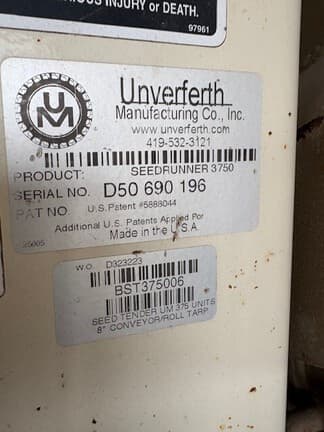 INJURY or DEATH.
97961
UM
Unverferth
Manufacturing Co., Inc.
www.unverferth.com
419-532-3121
PRODUCT: SEEDRUNNER 3750
SERIAL NO. D50 690 196
PAT NO. U.S. Patent #5888044
Additional U.S. Patents Applied For
Made in the U.S.A.
W.O. D323223
BST375006
SEED TENDER UM 375 UNITS
8" CONVEYOR/ROLL TARP